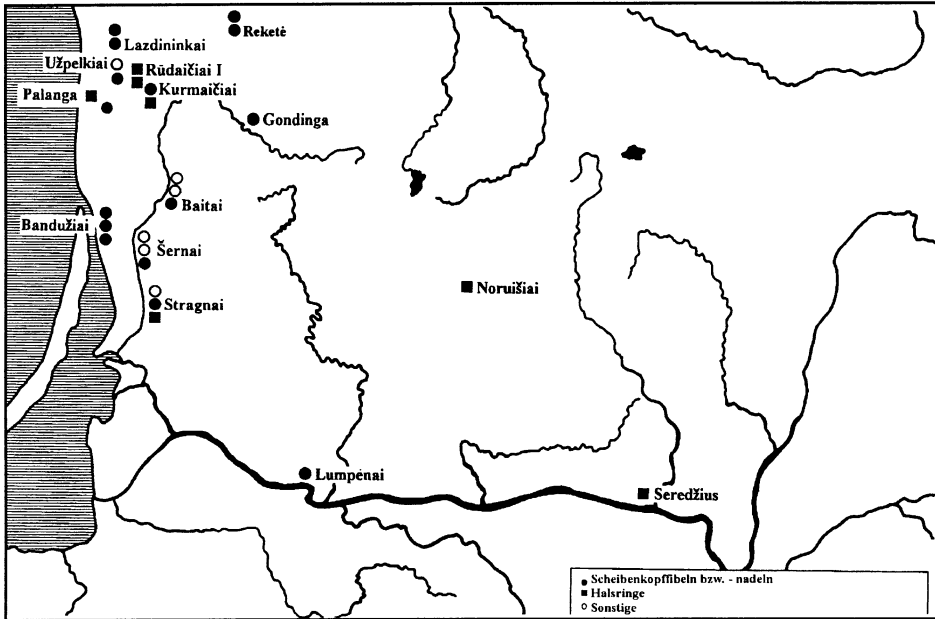 Reketė
Lazdininkai
Užpelkiai
Rūdaičiai I
Kurmaičiai
Palanga
Gondinga
Baitai
Bandužiai
Šernai
Noruišiai
Stragnai
Lumpėnai
Seredžius
Scheibenkopffibeln bzw. - nadeln
Halsringe
Sonstige